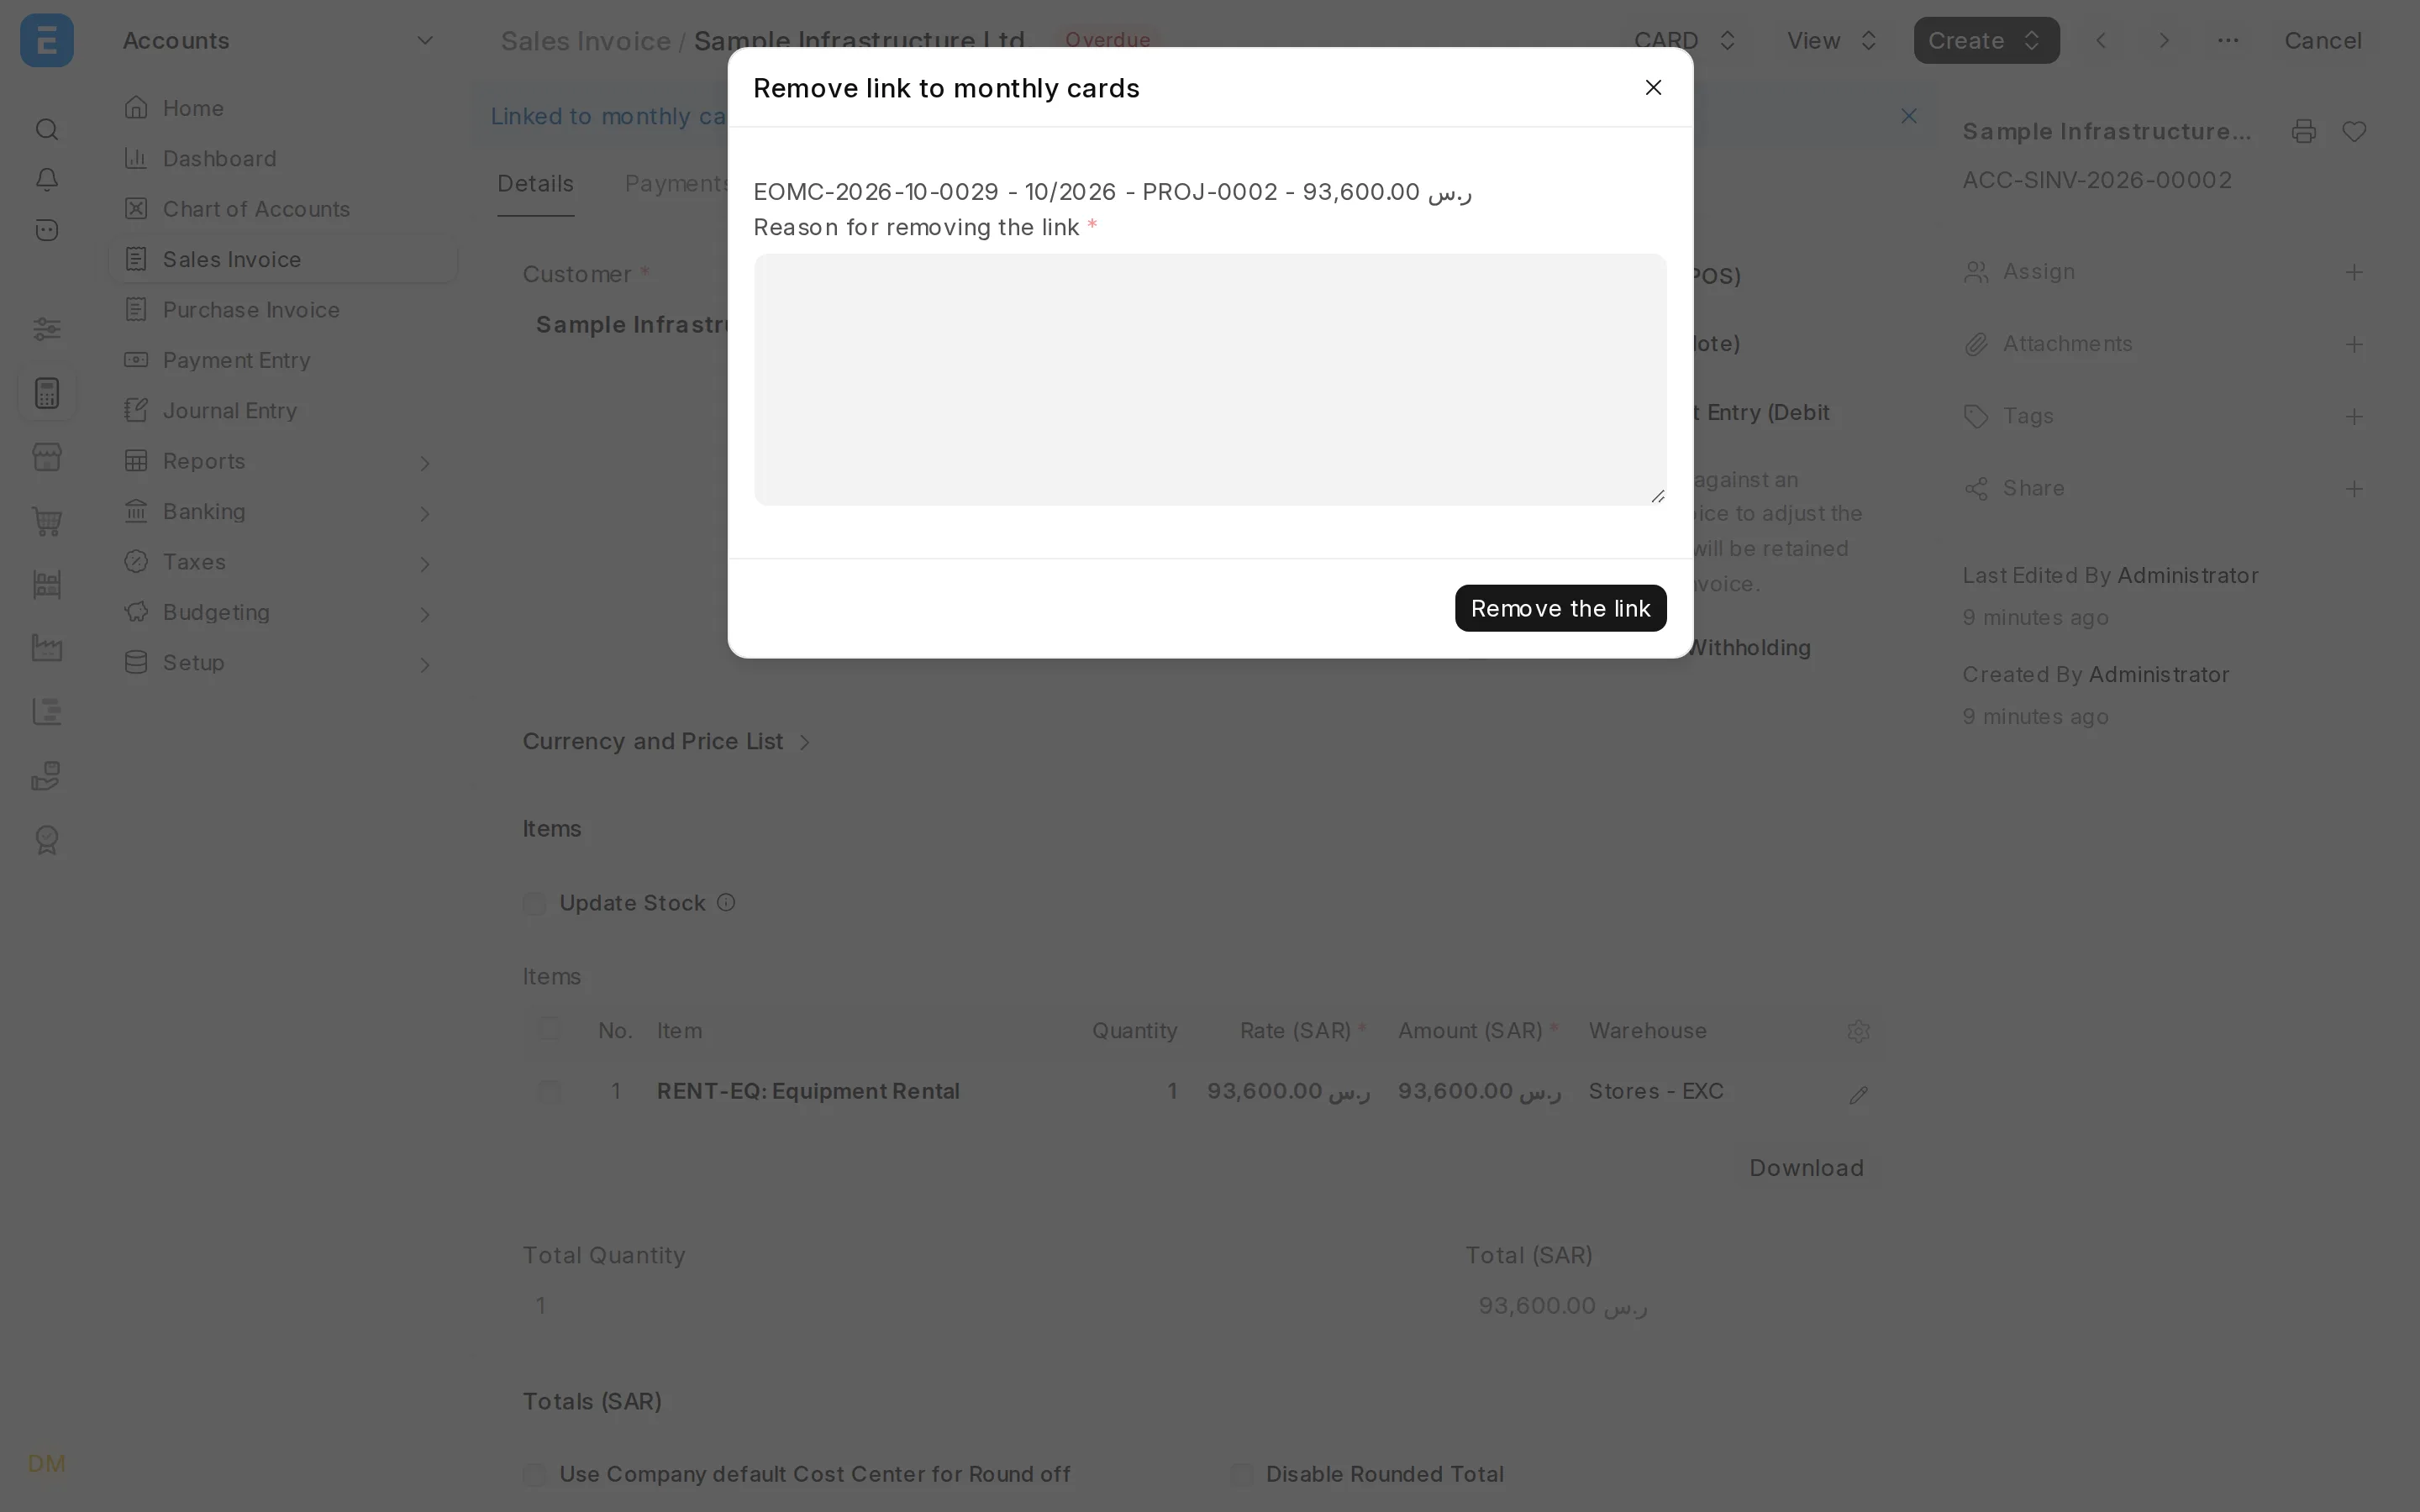 Accounts
Home
Dashboard
Chart of Accounts
Sales Invoice
Purchase Invoice
Payment Entry
Journal Entry
Reports
Banking
Taxes
Budgeting
Setup
DM
Sales Invoice / Sample Infrastructure Ltd
Overdue
CARD
View
Create
Cancel
Linked to monthly ca
Details
Payments
Customer *
Sample Infrastru
Remove link to monthly cards
EOMC-2026-10-0029 - 10/2026 - PROJ-0002 - 93,600.00 ر.س
Reason for removing the link *
Remove the link
POS)
t Entry (Debit
against an
ice to adjust the
will be retained
Withholding
Currency and Price List
Items
Update Stock
Items
No. Item Quantity Rate (SAR) * Amount (SAR) * Warehouse
1 RENT-EQ: Equipment Rental 1 93,600.00 ر.س 93,600.00 ر.س Stores - EXC
Download
Total Quantity
1
Total (SAR)
93,600.00 ر.س
Totals (SAR)
Use Company default Cost Center for Round off
Disable Rounded Total
Sample Infrastructure...
ACC-SINV-2026-00002
Assign
Attachments
Tags
Share
Last Edited By Administrator
9 minutes ago
Created By Administrator
9 minutes ago